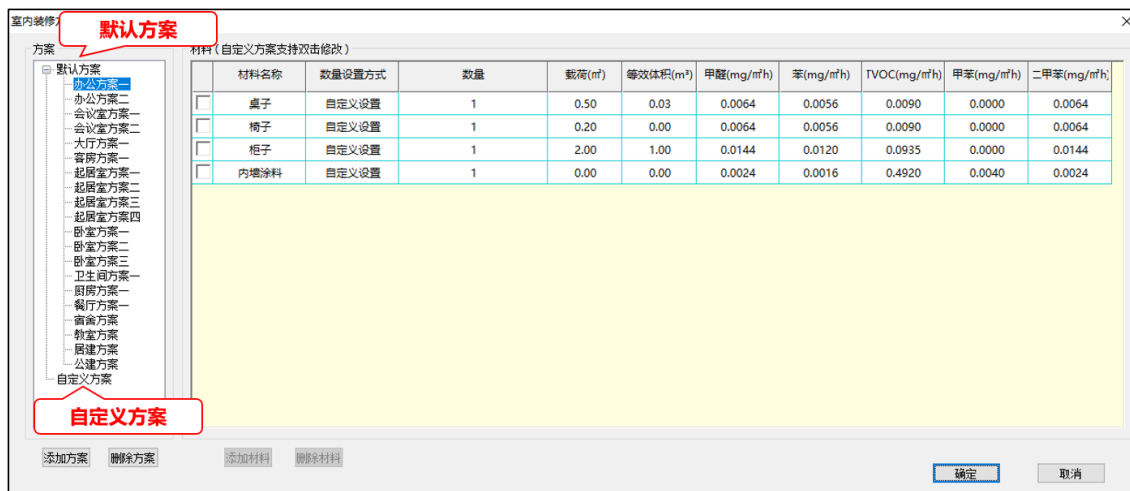 室内装修
默认方案
方案
材料(自定义方案支持双击修改)
默认方案
办公方案一
办公方案二
会议室方案一
会议室方案二
大厅方案一
客房方案一
起居室方案一
起居室方案二
起居室方案三
起居室方案四
卧室方案一
卧室方案二
卧室方案三
卫生间方案一
厨房方案一
餐厅方案一
宿舍方案
教室方案
居建方案
公建方案
自定义方案
自定义方案
材料名称 数量设置方式 数量 载荷(㎡) 等效体积(m³) 甲醛(mg/㎡h) 苯(mg/㎡h) TVOC(mg/㎡h) 甲苯(mg/㎡h) 二甲苯(mg/㎡h)
桌子 自定义设置 1 0.50 0.03 0.0064 0.0056 0.0090 0.0000 0.0064
椅子 自定义设置 1 0.20 0.00 0.0064 0.0056 0.0090 0.0000 0.0064
柜子 自定义设置 1 2.00 1.00 0.0144 0.0120 0.0935 0.0000 0.0144
内墙涂料 自定义设置 1 0.00 0.00 0.0024 0.0016 0.4920 0.0040 0.0024
添加方案 删除方案 添加材料 删除材料
确定 取消